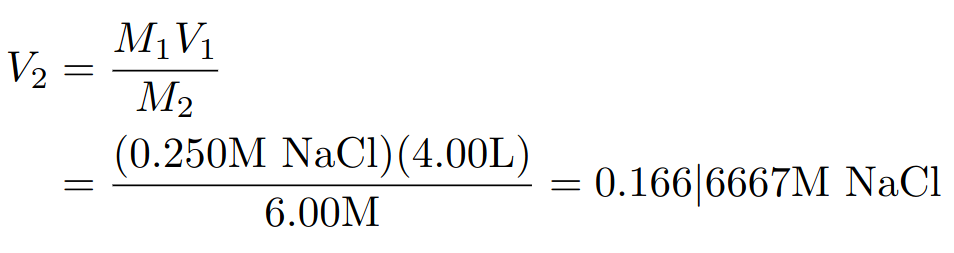 V₂ = M₁V₁ / M₂
= (0.250M NaCl)(4.00L) / 6.00M = 0.166|6667M NaCl